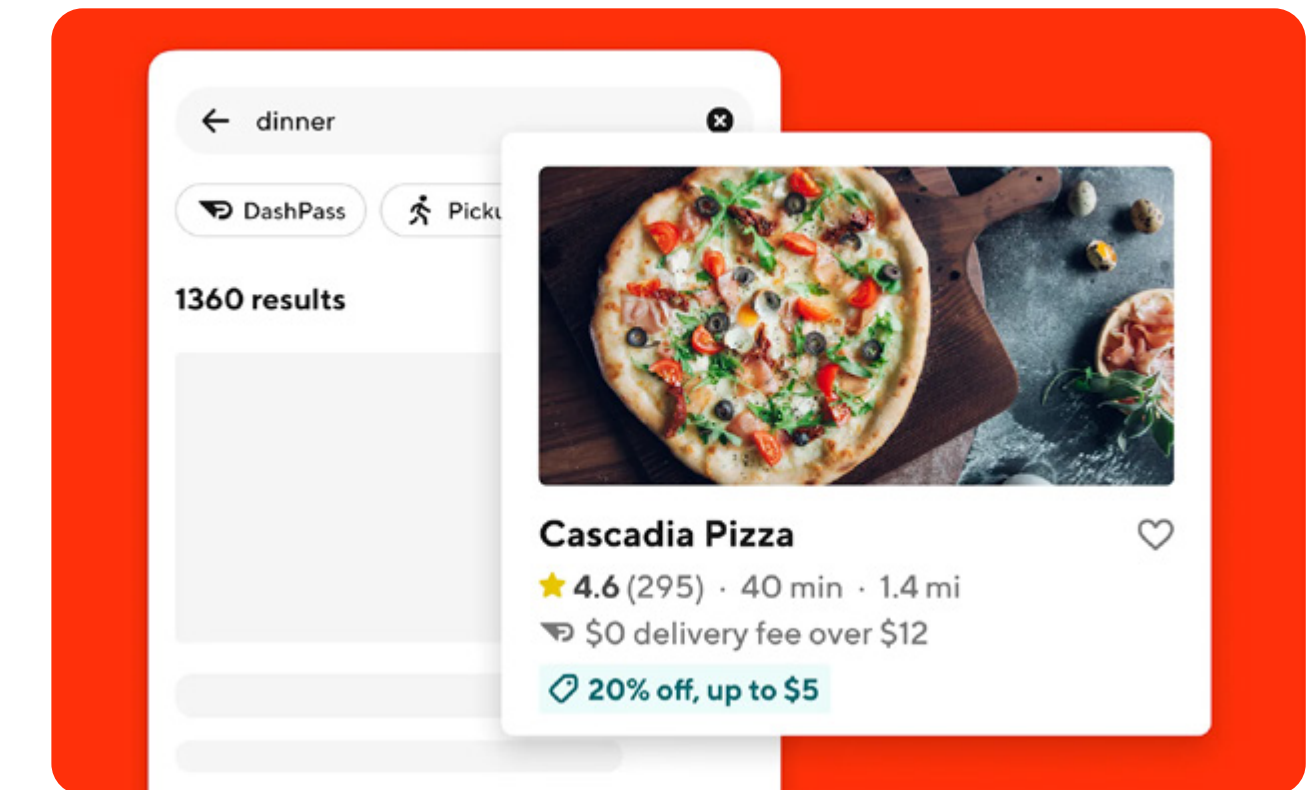 dinner
DashPass
1360 results
Cascadia Pizza
4.6 (295) · 40 min · 1.4 mi
$0 delivery fee over $12
20% off, up to $5